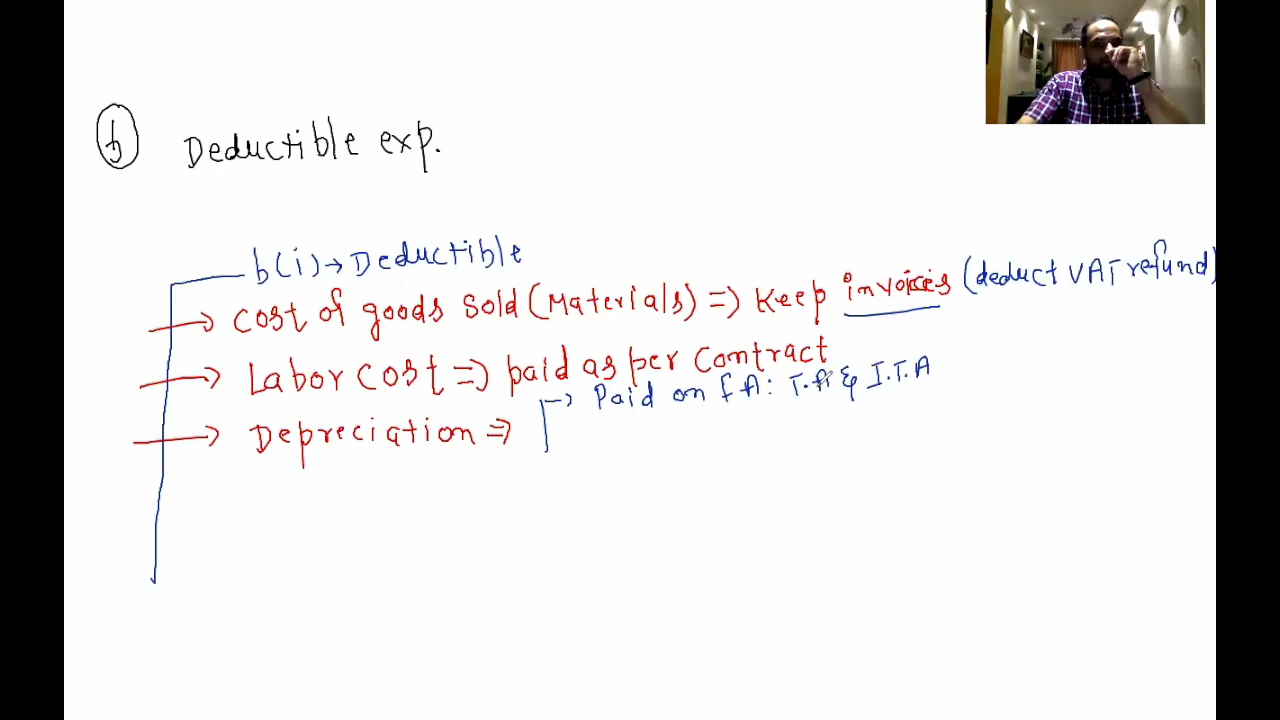 b Deductible exp.
b(i)→Deductible
→ Cost of goods sold (Materials) => Keep invoices (deduct VAT refund)
→ Labor Cost => paid as per Contract
→ Paid on FA: T.A & I.T.A
→ Depreciation =>